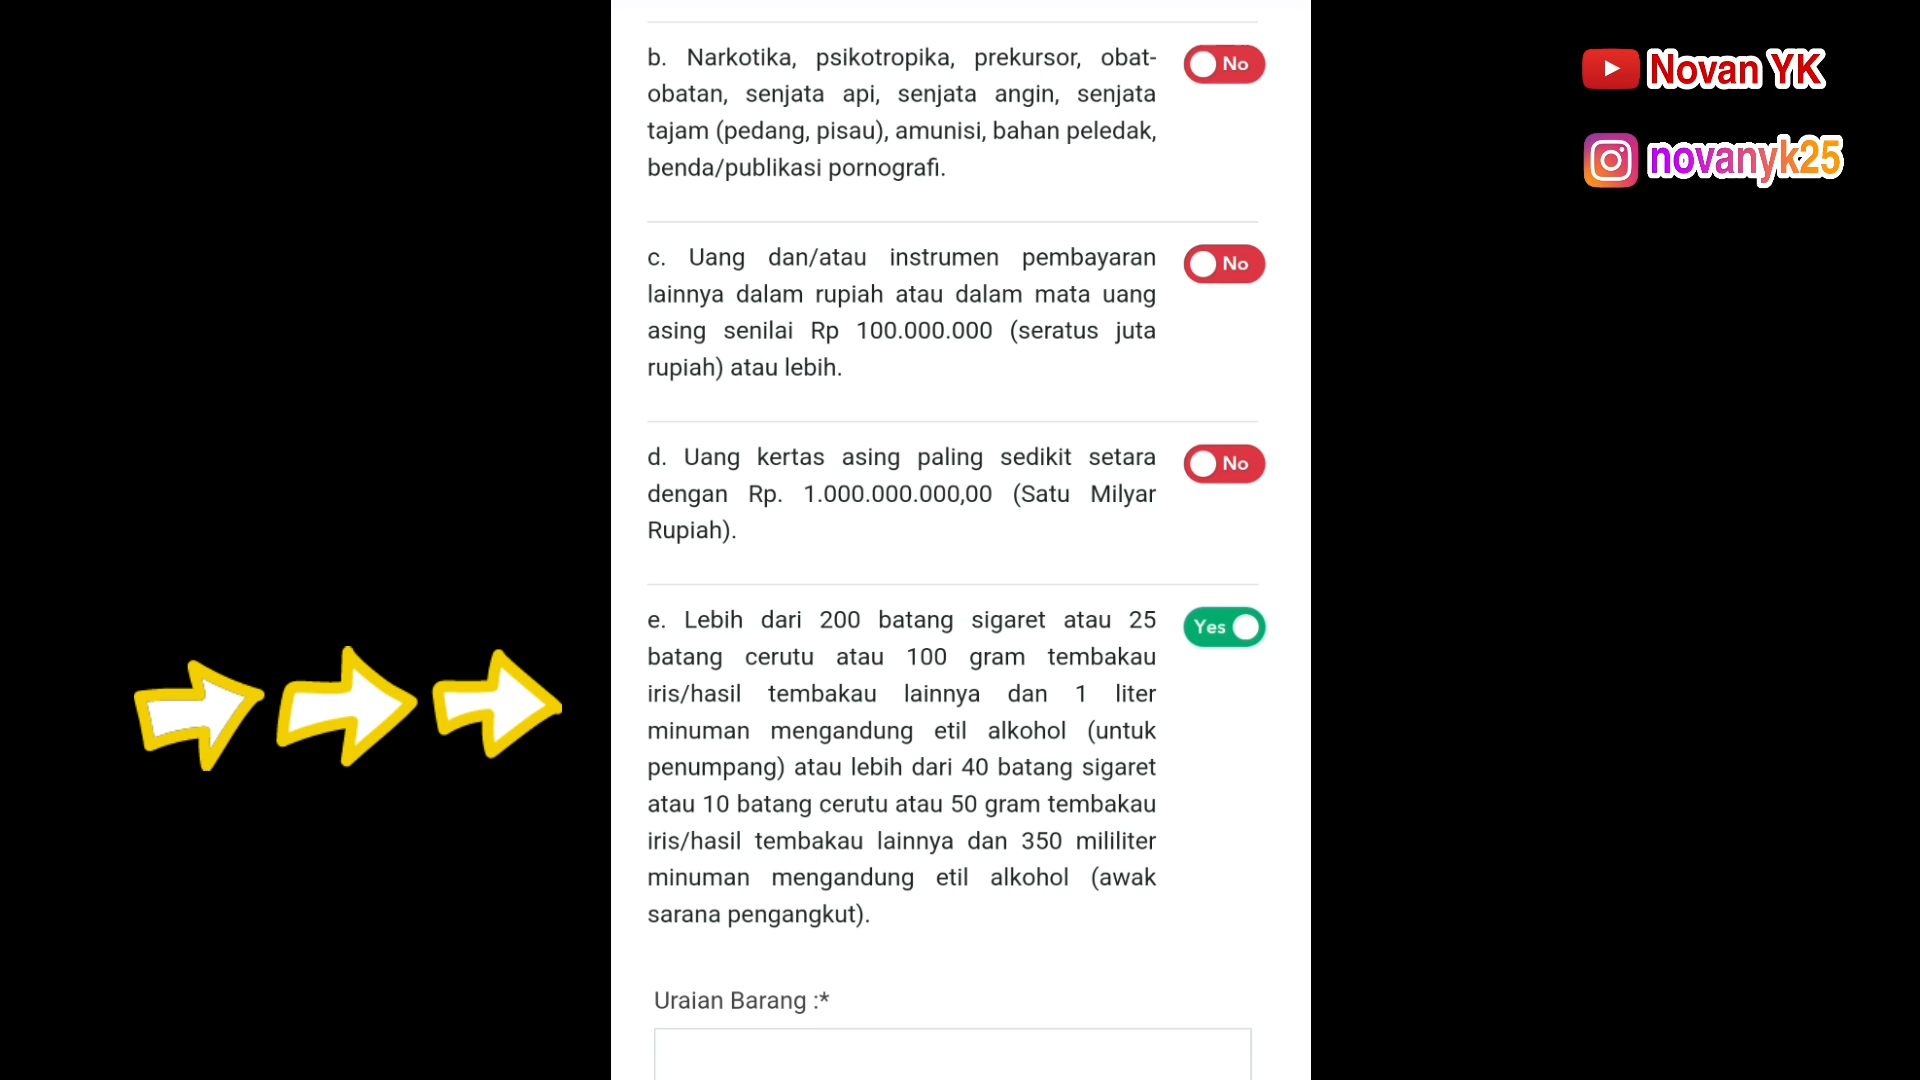 b. Narkotika, psikotropika, prekursor, obat-
obatan, senjata api, senjata angin, senjata
tajam (pedang, pisau), amunisi, bahan peledak,
benda/publikasi pornografi.
No
c. Uang dan/atau instrumen pembayaran
lainnya dalam rupiah atau dalam mata uang
asing senilai Rp 100.000.000 (seratus juta
rupiah) atau lebih.
No
d. Uang kertas asing paling sedikit setara
dengan Rp. 1.000.000.000,00 (Satu Milyar
Rupiah).
No
e. Lebih dari 200 batang sigaret atau 25
batang cerutu atau 100 gram tembakau
iris/hasil tembakau lainnya dan 1 liter
minuman mengandung etil alkohol (untuk
penumpang) atau lebih dari 40 batang sigaret
atau 10 batang cerutu atau 50 gram tembakau
iris/hasil tembakau lainnya dan 350 mililiter
minuman mengandung etil alkohol (awak
sarana pengangkut).
Yes
Uraian Barang :*
Novan YK
novanyk25